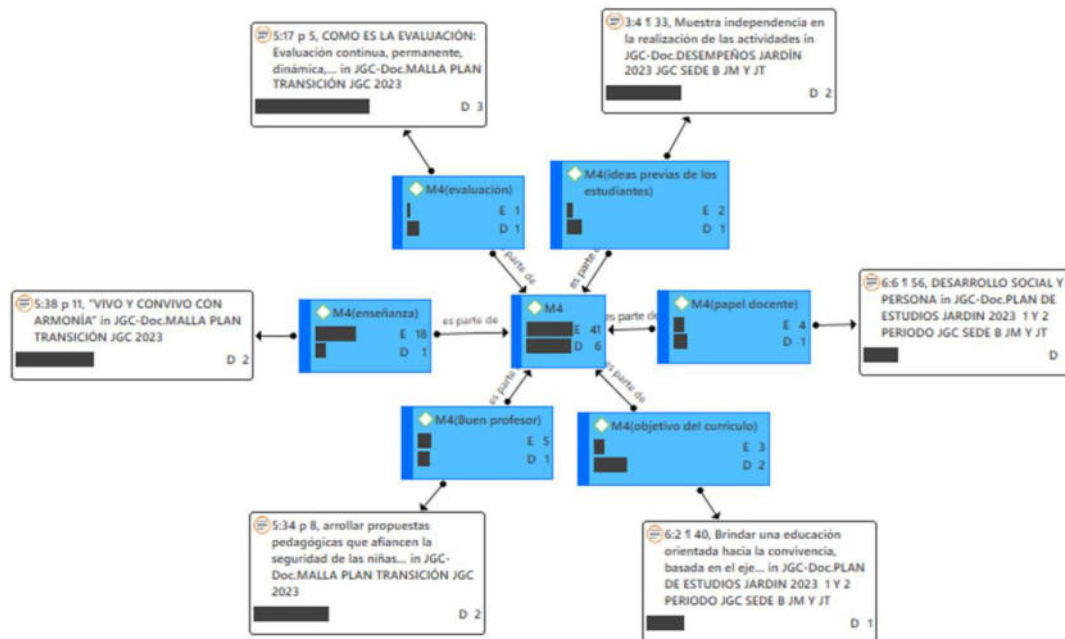 5:17 p 5, COMO ES LA EVALUACIÓN:
Evaluación continua, permanente,
dinámica,... in JGC-Doc.MALLA PLAN
TRANSICIÓN JGC 2023
D 3
3:4 ¶ 33, Muestra independencia en
la realización de las actividades in
JGC-Doc.DESEMPEÑOS JARDÍN
2023 JGC SEDE B JM Y JT
D 2
M4(evaluación)
E 1
D 1
M4(ideas previas de los
estudiantes)
E 2
D 1
es parte de
es parte de
5:38 p 11, "VIVO Y CONVIVO CON
ARMONÍA" in JGC-Doc.MALLA PLAN
TRANSICIÓN JGC 2023
D 2
M4(enseñanza)
E 18
D 1
es parte de
M4
E 41
D 6
es parte de
M4(papel docente)
E 4
D 1
6:6 ¶ 56, DESARROLLO SOCIAL Y
PERSONA in JGC-Doc.PLAN DE
ESTUDIOS JARDIN 2023 1 Y 2
PERIODO JGC SEDE B JM Y JT
D
es parte
es parte de
M4(Buen profesor)
E 5
D 1
M4(objetivo del curriculo)
E 3
D 2
5:34 p 8, arrollar propuestas
pedagógicas que afiancen la
seguridad de las niñas... in JGC-
Doc.MALLA PLAN TRANSICIÓN JGC
2023
D 2
6:2 ¶ 40, Brindar una educación
orientada hacia la convivencia,
basada en el eje... in JGC-Doc.PLAN
DE ESTUDIOS JARDIN 2023 1 Y 2
PERIODO JGC SEDE B JM Y JT
D 1